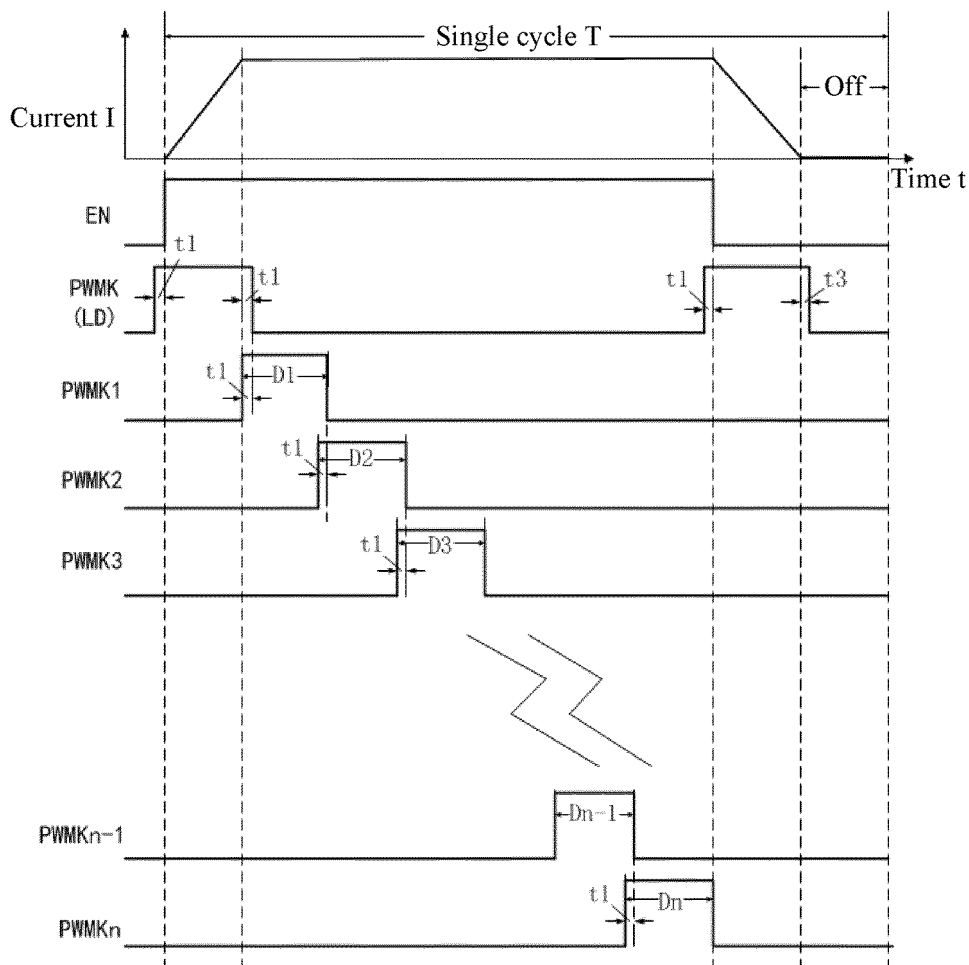 Single cycle T
Off
Current I
Time t
EN
t1
PWMK
(LD)
t1
t1
t3
PWMK1
t1
D1
PWMK2
t1
D2
PWMK3
t1
D3
PWMKn-1
Dn-1
PWMKn
t1
Dn